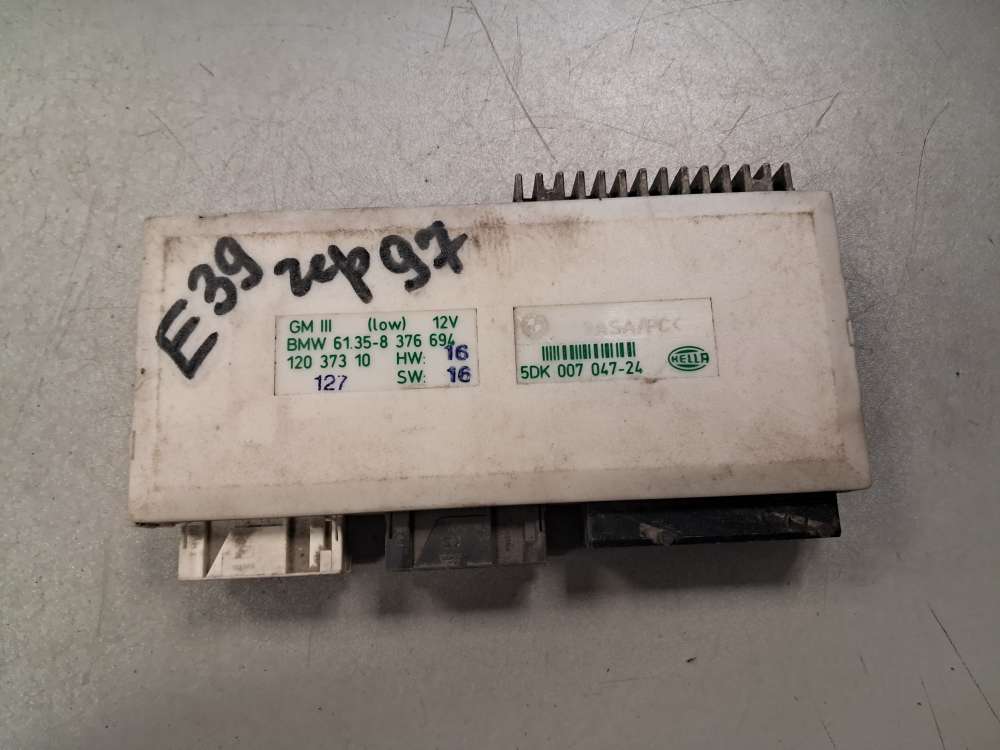 E39 чер 97
GM III (low) 12V
BMW 61.35-8 376 694
120 373 10 HW: 16
127 SW: 16
5DK 007 047-24
HELLA